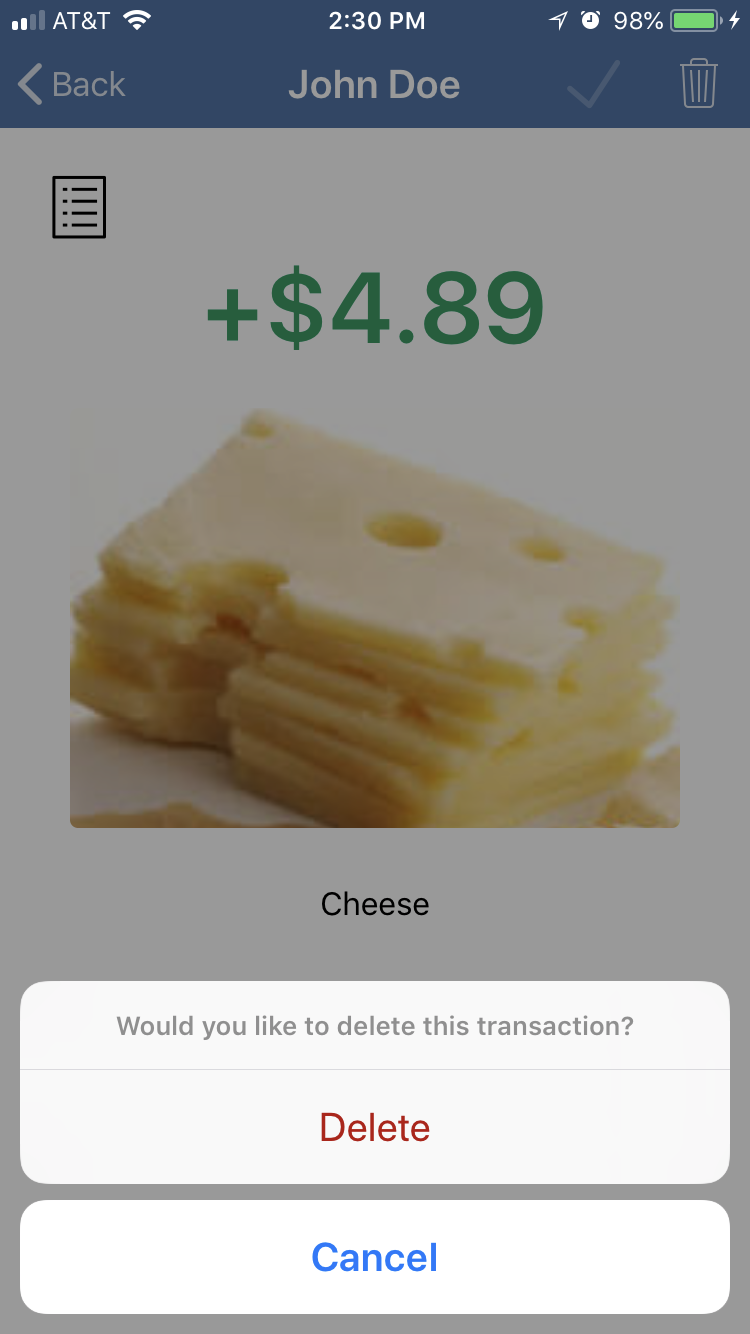 AT&T 2:30 PM 98%
Back John Doe
+$4.89
Cheese
Would you like to delete this transaction?
Delete
Cancel